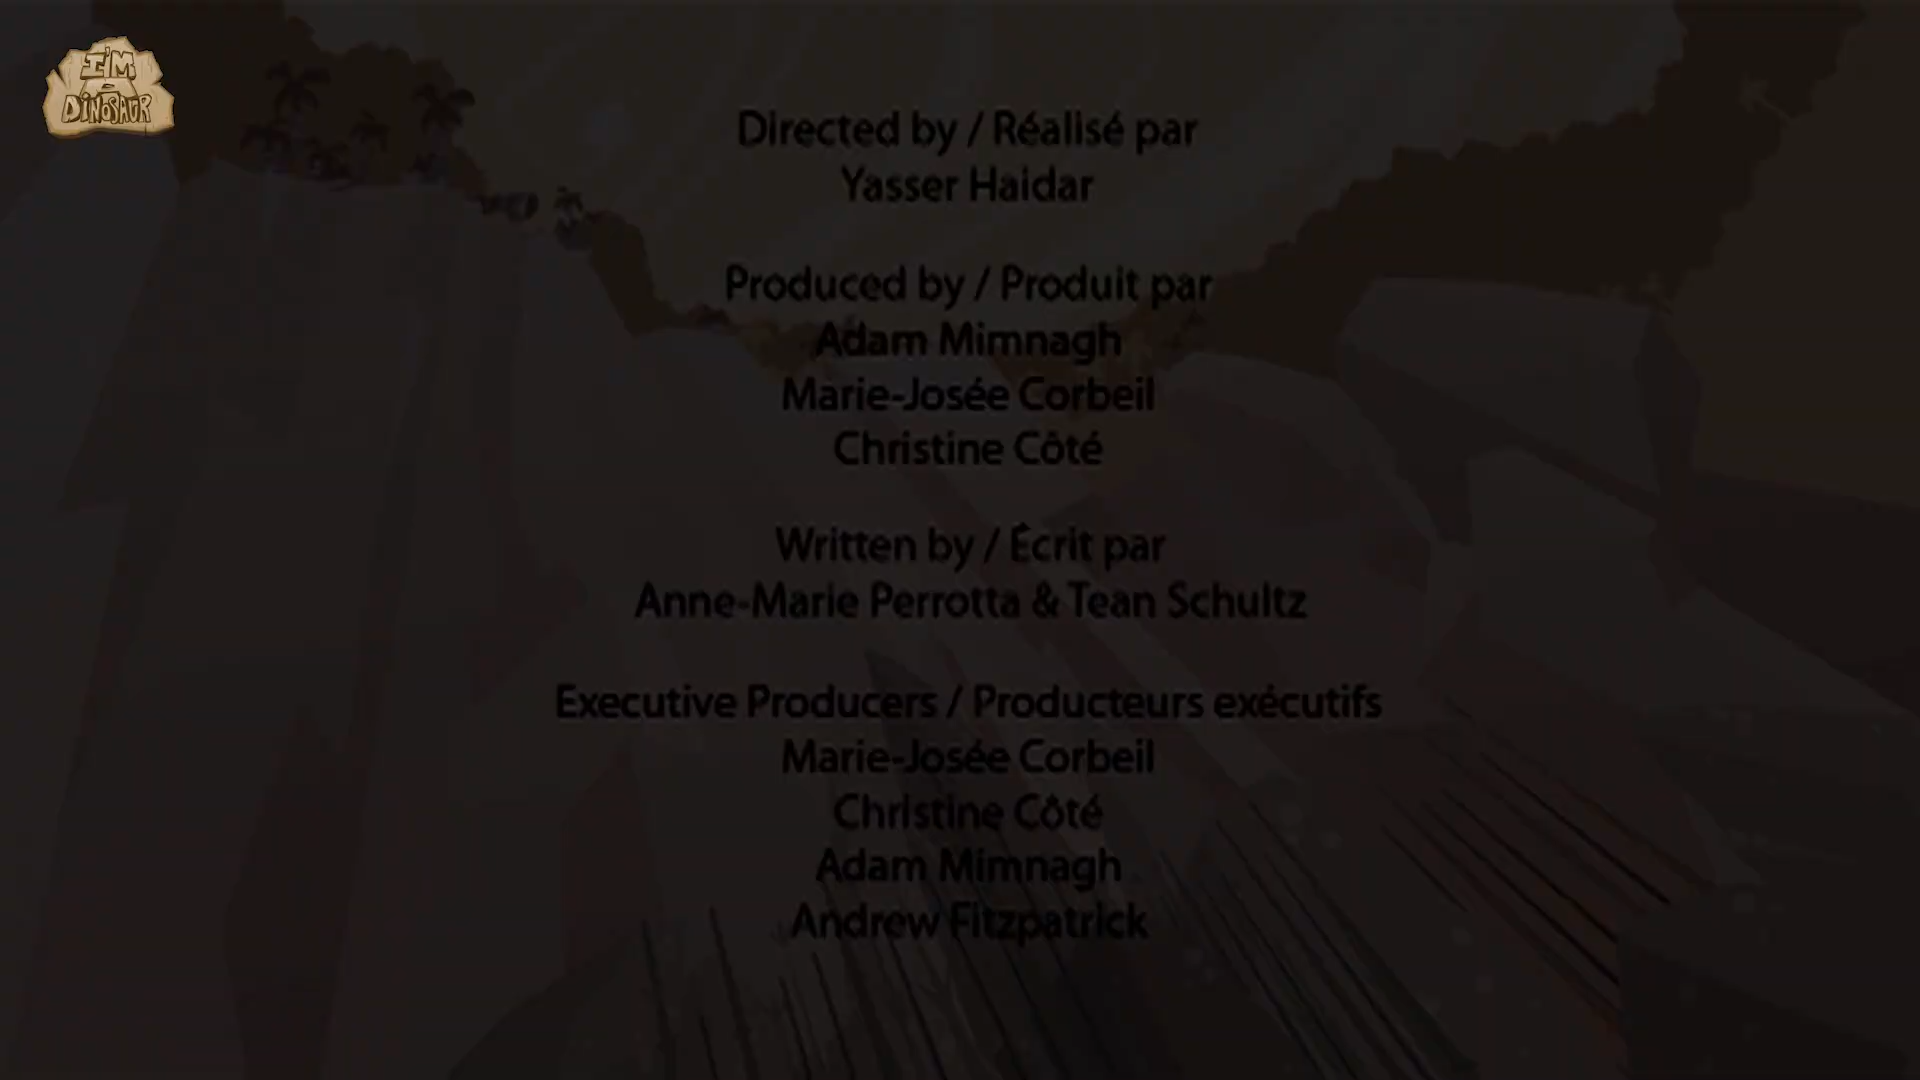 I'M
A
DINOSAUR
Directed by / Réalisé par
Yasser Haidar
Produced by / Produit par
Adam Mimnagh
Marie-Josée Corbeil
Christine Côté
Written by / Écrit par
Anne-Marie Perrotta & Tean Schultz
Executive Producers / Producteurs exécutifs
Marie-Josée Corbeil
Christine Côté
Adam Mimnagh
Andrew Fitzpatrick